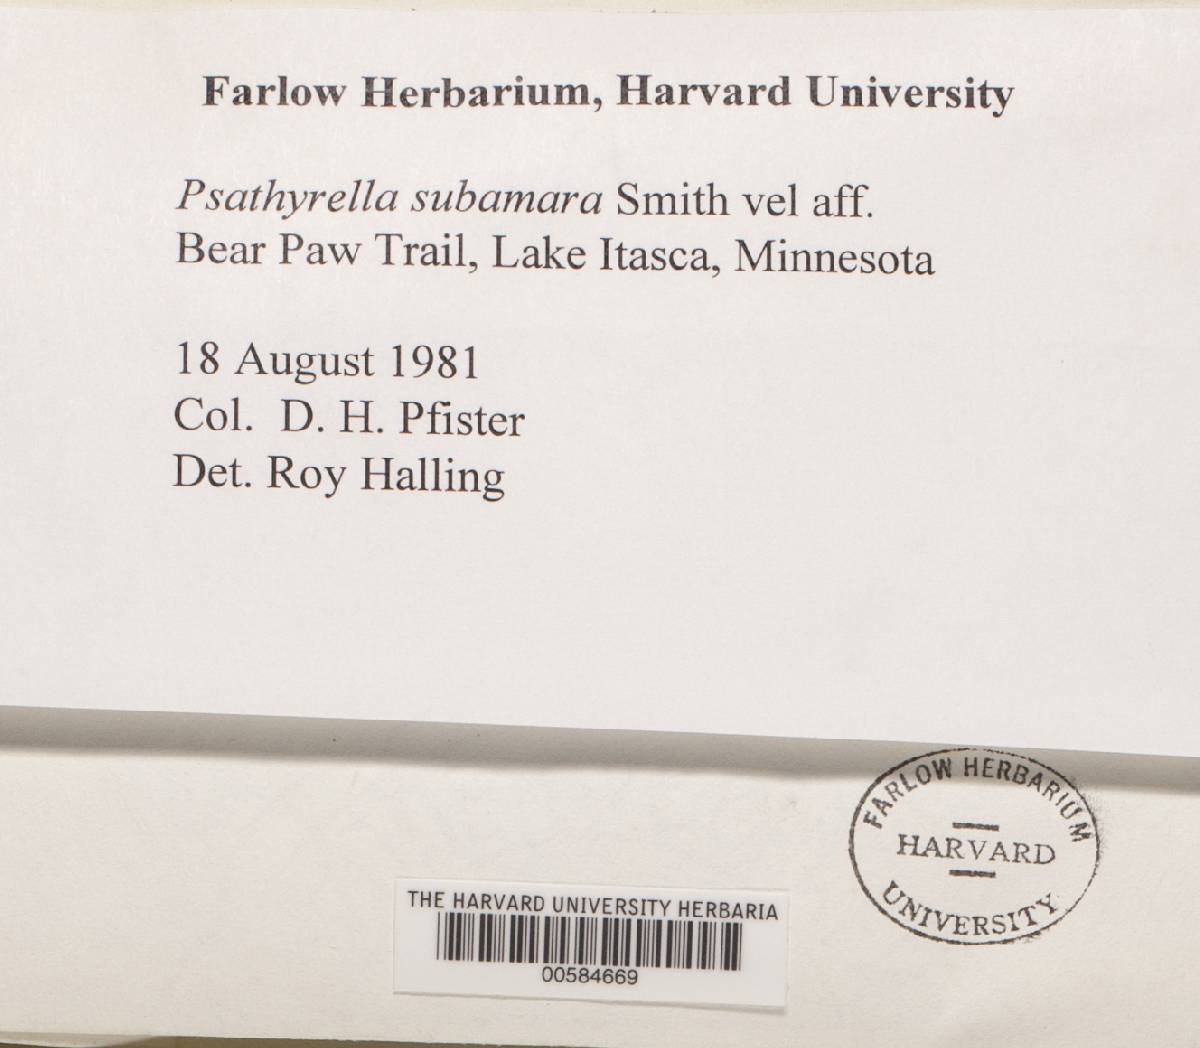 Farlow Herbarium, Harvard University
Psathyrella subamara Smith vel aff.
Bear Paw Trail, Lake Itasca, Minnesota
18 August 1981
Col. D. H. Pfister
Det. Roy Halling
FARLOW HERBARIUM
HARVARD
UNIVERSITY
THE HARVARD UNIVERSITY HERBARIA
00584669